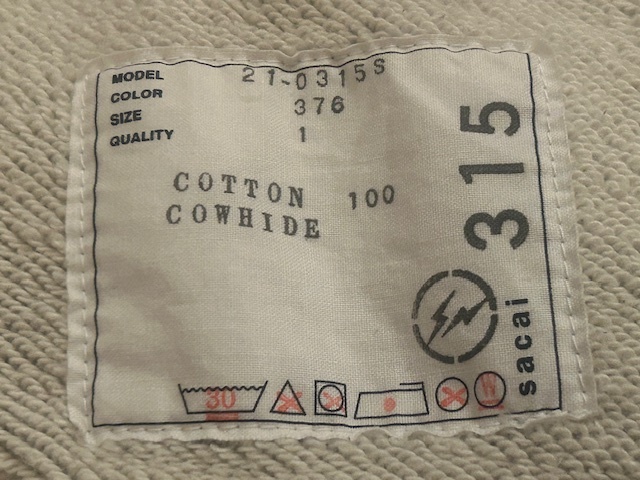 MODEL 21-0315S
COLOR 376
SIZE 1
QUALITY
COTTON 100
COWHIDE
315
sacai
30
W